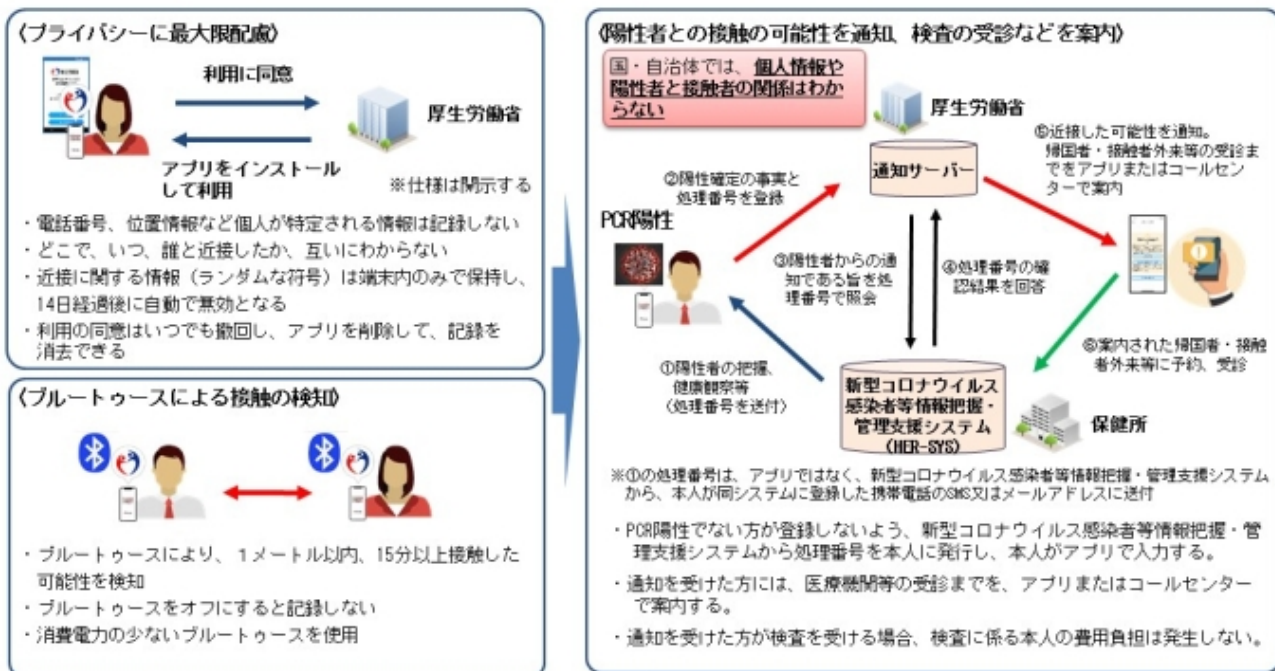 〈プライバシーに最大限配慮〉
利用に同意
厚生労働省
アプリをインストール
して利用
※仕様は開示する
・電話番号、位置情報など個人が特定される情報は記録しない
・どこで、いつ、誰と近接したか、互いにわからない
・近接に関する情報（ランダムな符号）は端末内のみで保持し、
14日経過後に自動で無効となる
・利用の同意はいつでも撤回し、アプリを削除して、記録を
消去できる
〈ブルートゥースによる接触の検知〉
・ブルートゥースにより、１メートル以内、15分以上接触した
可能性を検知
・ブルートゥースをオフにすると記録しない
・消費電力の少ないブルートゥースを使用
〈陽性者との接触の可能性を通知、検査の受診などを案内〉
国・自治体では、個人情報や
陽性者と接触者の関係はわか
らない
厚生労働省
通知サーバー
⑤近接した可能性を通知。
帰国者・接触者外来等の受診ま
でをアプリまたはコールセン
ターで案内
②陽性確定の事実と
処理番号を登録
PCR陽性
③陽性者からの通
知である旨を処
理番号で照会
④処理番号の確
認結果を回答
①陽性者の把握、
健康観察等
（処理番号を送付）
新型コロナウイルス
感染者等情報把握・
管理支援システム
(HER-SYS)
⑥案内された帰国者・接触
者外来等に予約、受診
保健所
※①の処理番号は、アプリではなく、新型コロナウイルス感染者等情報把握・管理支援システム
から、本人が同システムに登録した携帯電話のSMS又はメールアドレスに送付
・PCR陽性でない方が登録しないよう、新型コロナウイルス感染者等情報把握・管
理支援システムから処理番号を本人に発行し、本人がアプリで入力する。
・通知を受けた方には、医療機関等の受診までを、アプリまたはコールセンター
で案内する。
・通知を受けた方が検査を受ける場合、検査に係る本人の費用負担は発生しない。